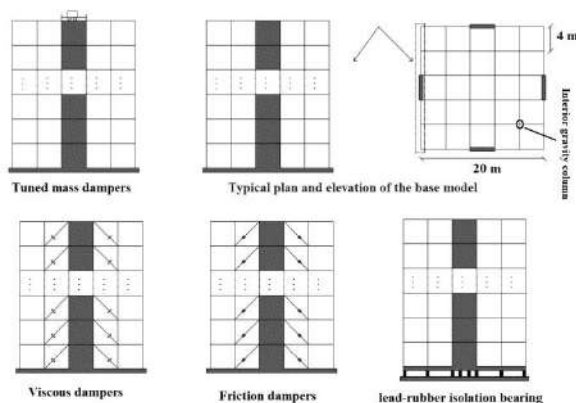 4 m
Interior gravity
column
20 m
Tuned mass dampers
Typical plan and elevation of the base model
Viscous dampers
Friction dampers
lead-rubber isolation bearing